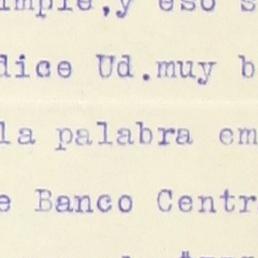 imple,y eso s
dice Ud.muy b
la palabra em
e Banco Centr